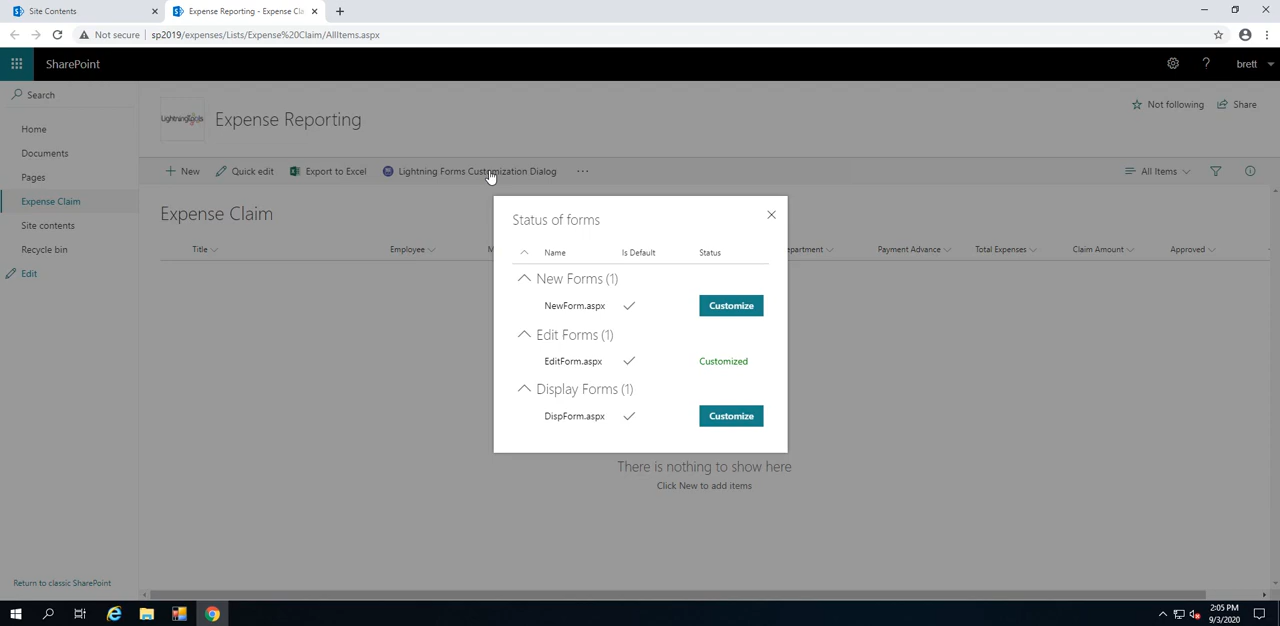 Site Contents
Expense Reporting - Expense Cla
Not secure
sp2019/expenses/Lists/Expense%20Claim/AllItems.aspx
SharePoint
brett
Search
Home
Documents
Pages
Expense Claim
Site contents
Recycle bin
Edit
Return to classic SharePoint
LightningTools
Expense Reporting
Not following
Share
New
Quick edit
Export to Excel
Lightning Forms Customization Dialog
All Items
Expense Claim
Title
Employee
M
epartment
Payment Advance
Total Expenses
Claim Amount
Approved
Status of forms
Name
Is Default
Status
New Forms (1)
NewForm.aspx
Customize
Edit Forms (1)
EditForm.aspx
Customized
Display Forms (1)
DispForm.aspx
Customize
There is nothing to show here
Click New to add items
2:05 PM
9/3/2020